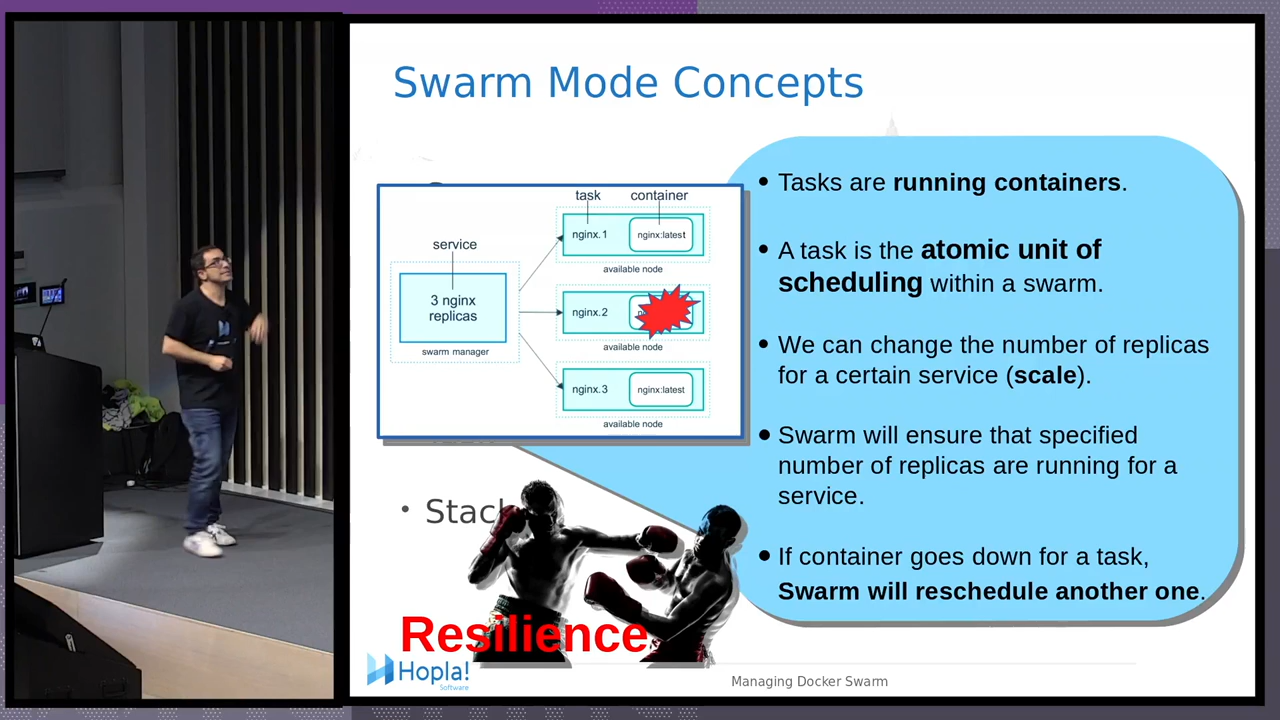 Swarm Mode Concepts
task container
nginx.1 nginx:latest
available node
service
3 nginx
replicas
swarm manager
nginx.2
available node
nginx.3 nginx:latest
available node
• Tasks are running containers.
• A task is the atomic unit of
scheduling within a swarm.
• We can change the number of replicas
for a certain service (scale).
• Swarm will ensure that specified
number of replicas are running for a
service.
• If container goes down for a task,
Swarm will reschedule another one.
• Stac
Resilience
Hopla!
Software
Managing Docker Swarm